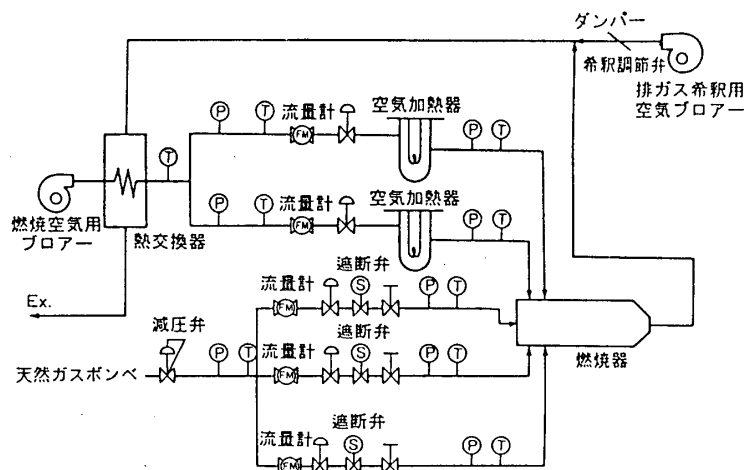 ダンパー
希釈調節弁
排ガス希釈用
空気ブロアー
流量計
空気加熱器
P
T
FM
P
T
T
流量計
空気加熱器
P
T
FM
P
T
燃焼空気用
ブロアー
熱交換器
Ex.
流量計
遮断弁
S
P
T
FM
減圧弁
遮断弁
P
T
流量計
S
P
T
FM
天然ガスボンベ
燃焼器
遮断弁
流量計
S
P
T
FM